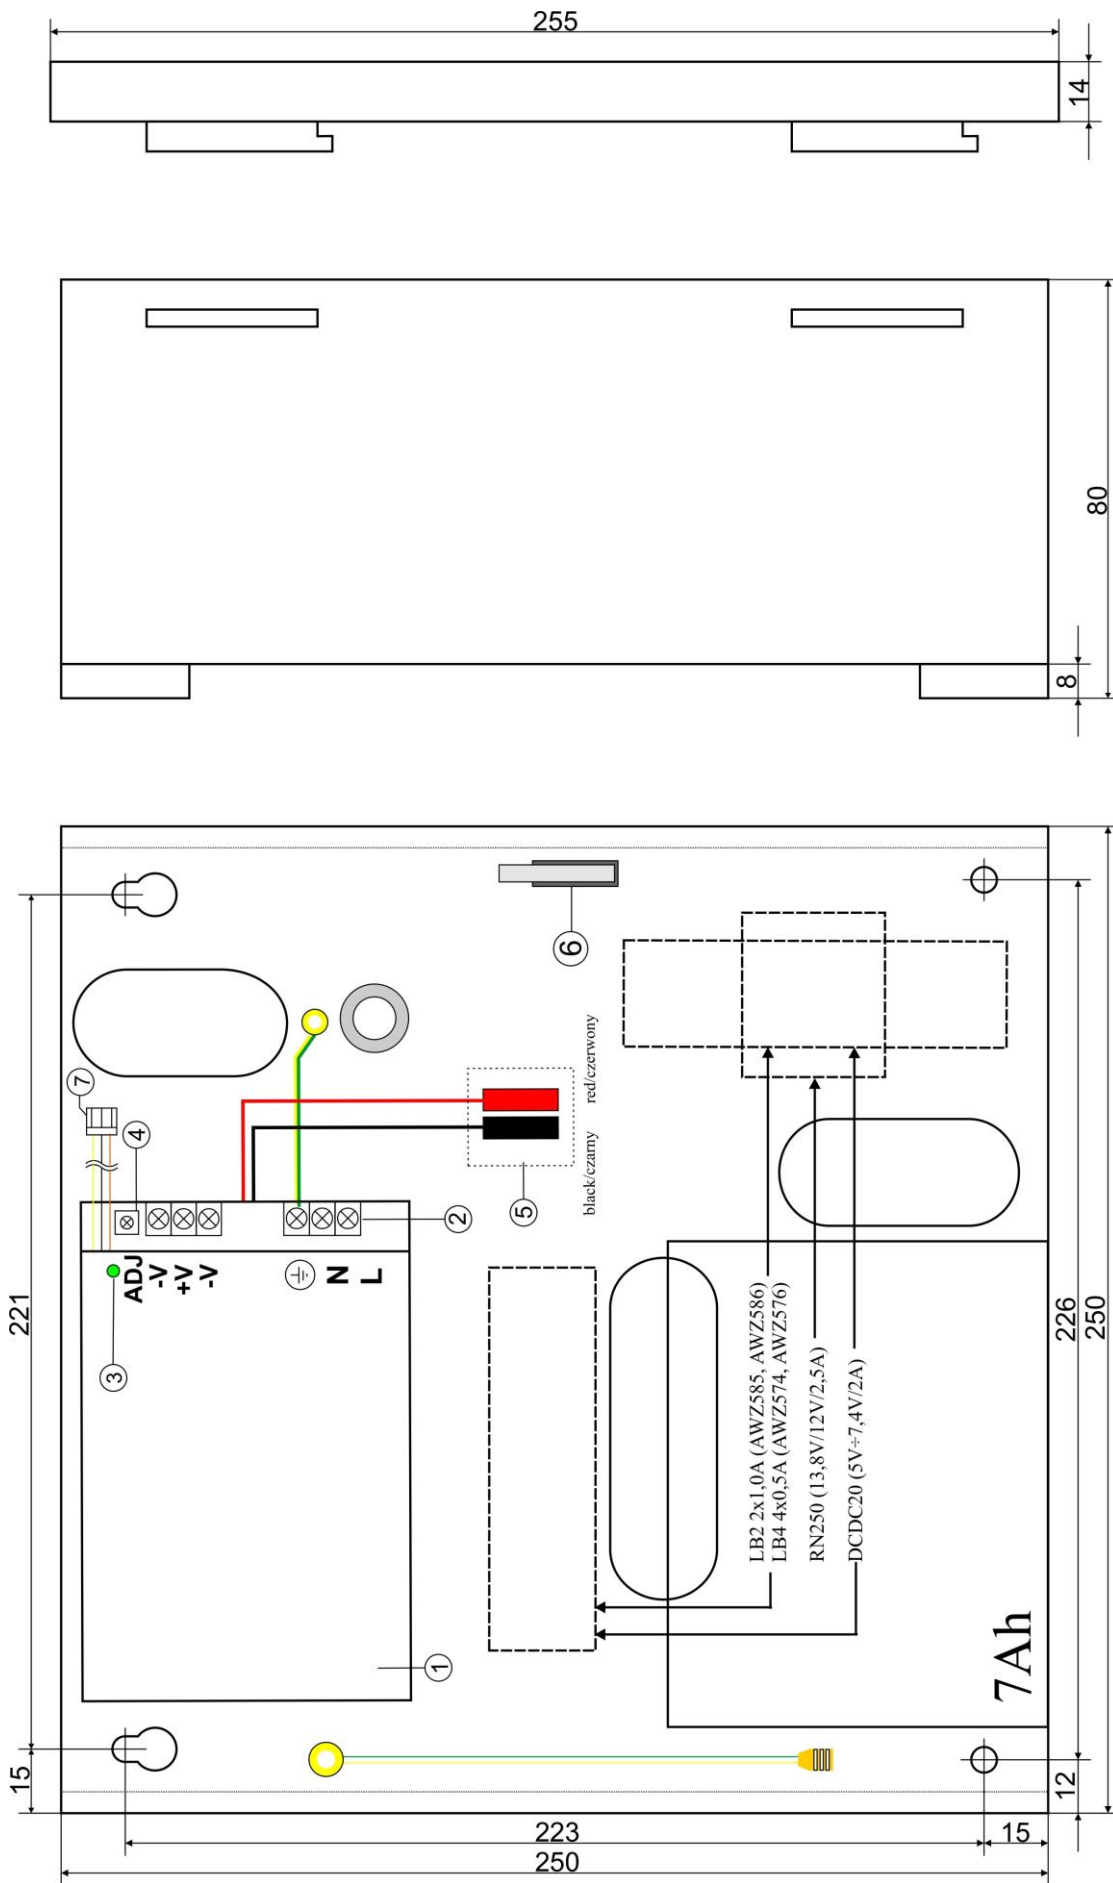 255
14
80
8
221
15
7
4
3
ADJ
-V
+V
-V
N
L
2
1
5
red/czerwony
black/czarny
6
LB2 2x1,0A (AWZ585, AWZ586)
LB4 4x0,5A (AWZ574, AWZ576)
RN250 (13,8V/12V/2,5A)
DCDC20 (5V÷7,4V/2A)
7Ah
226
250
12
223
15
250